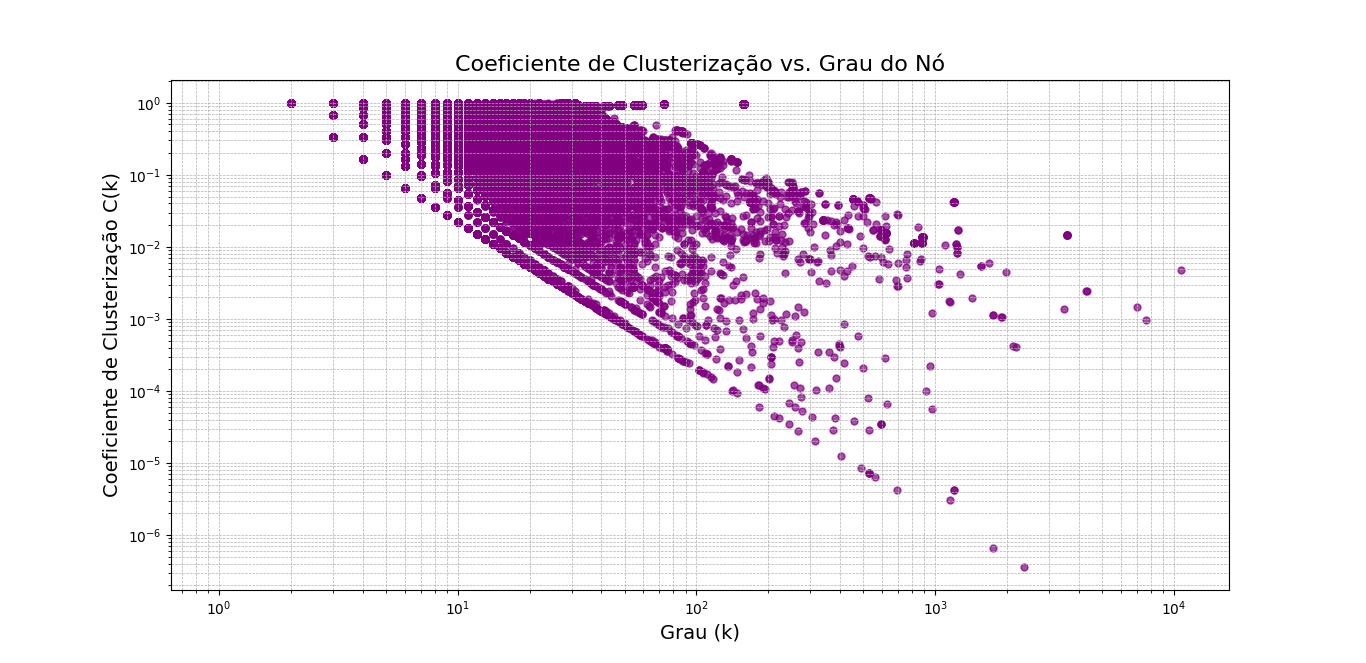 Coeficiente de Clusterização vs. Grau do Nó
Coeficiente de Clusterização C(k)
10⁰
10⁻¹
10⁻²
10⁻³
10⁻⁴
10⁻⁵
10⁻⁶
10⁰ 10¹ 10² 10³ 10⁴
Grau (k)